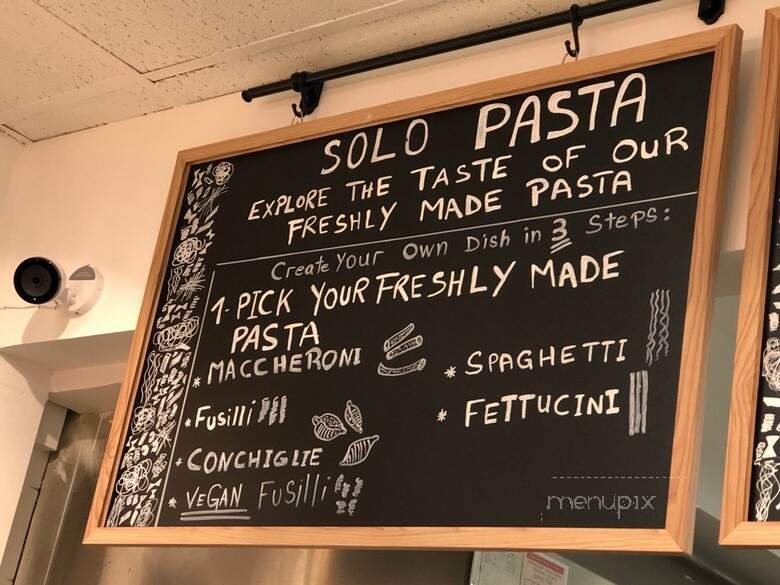 SOLO PASTA
EXPLORE THE TASTE OF OUR
FRESHLY MADE PASTA
Create Your Own Dish in 3 Steps:
1- PICK YOUR FRESHLY MADE
PASTA
* MACCHERONI
* Fusilli
* CONCHIGLIE
* VEGAN Fusilli
* SPAGHETTI
* FETTUCINI
menupix